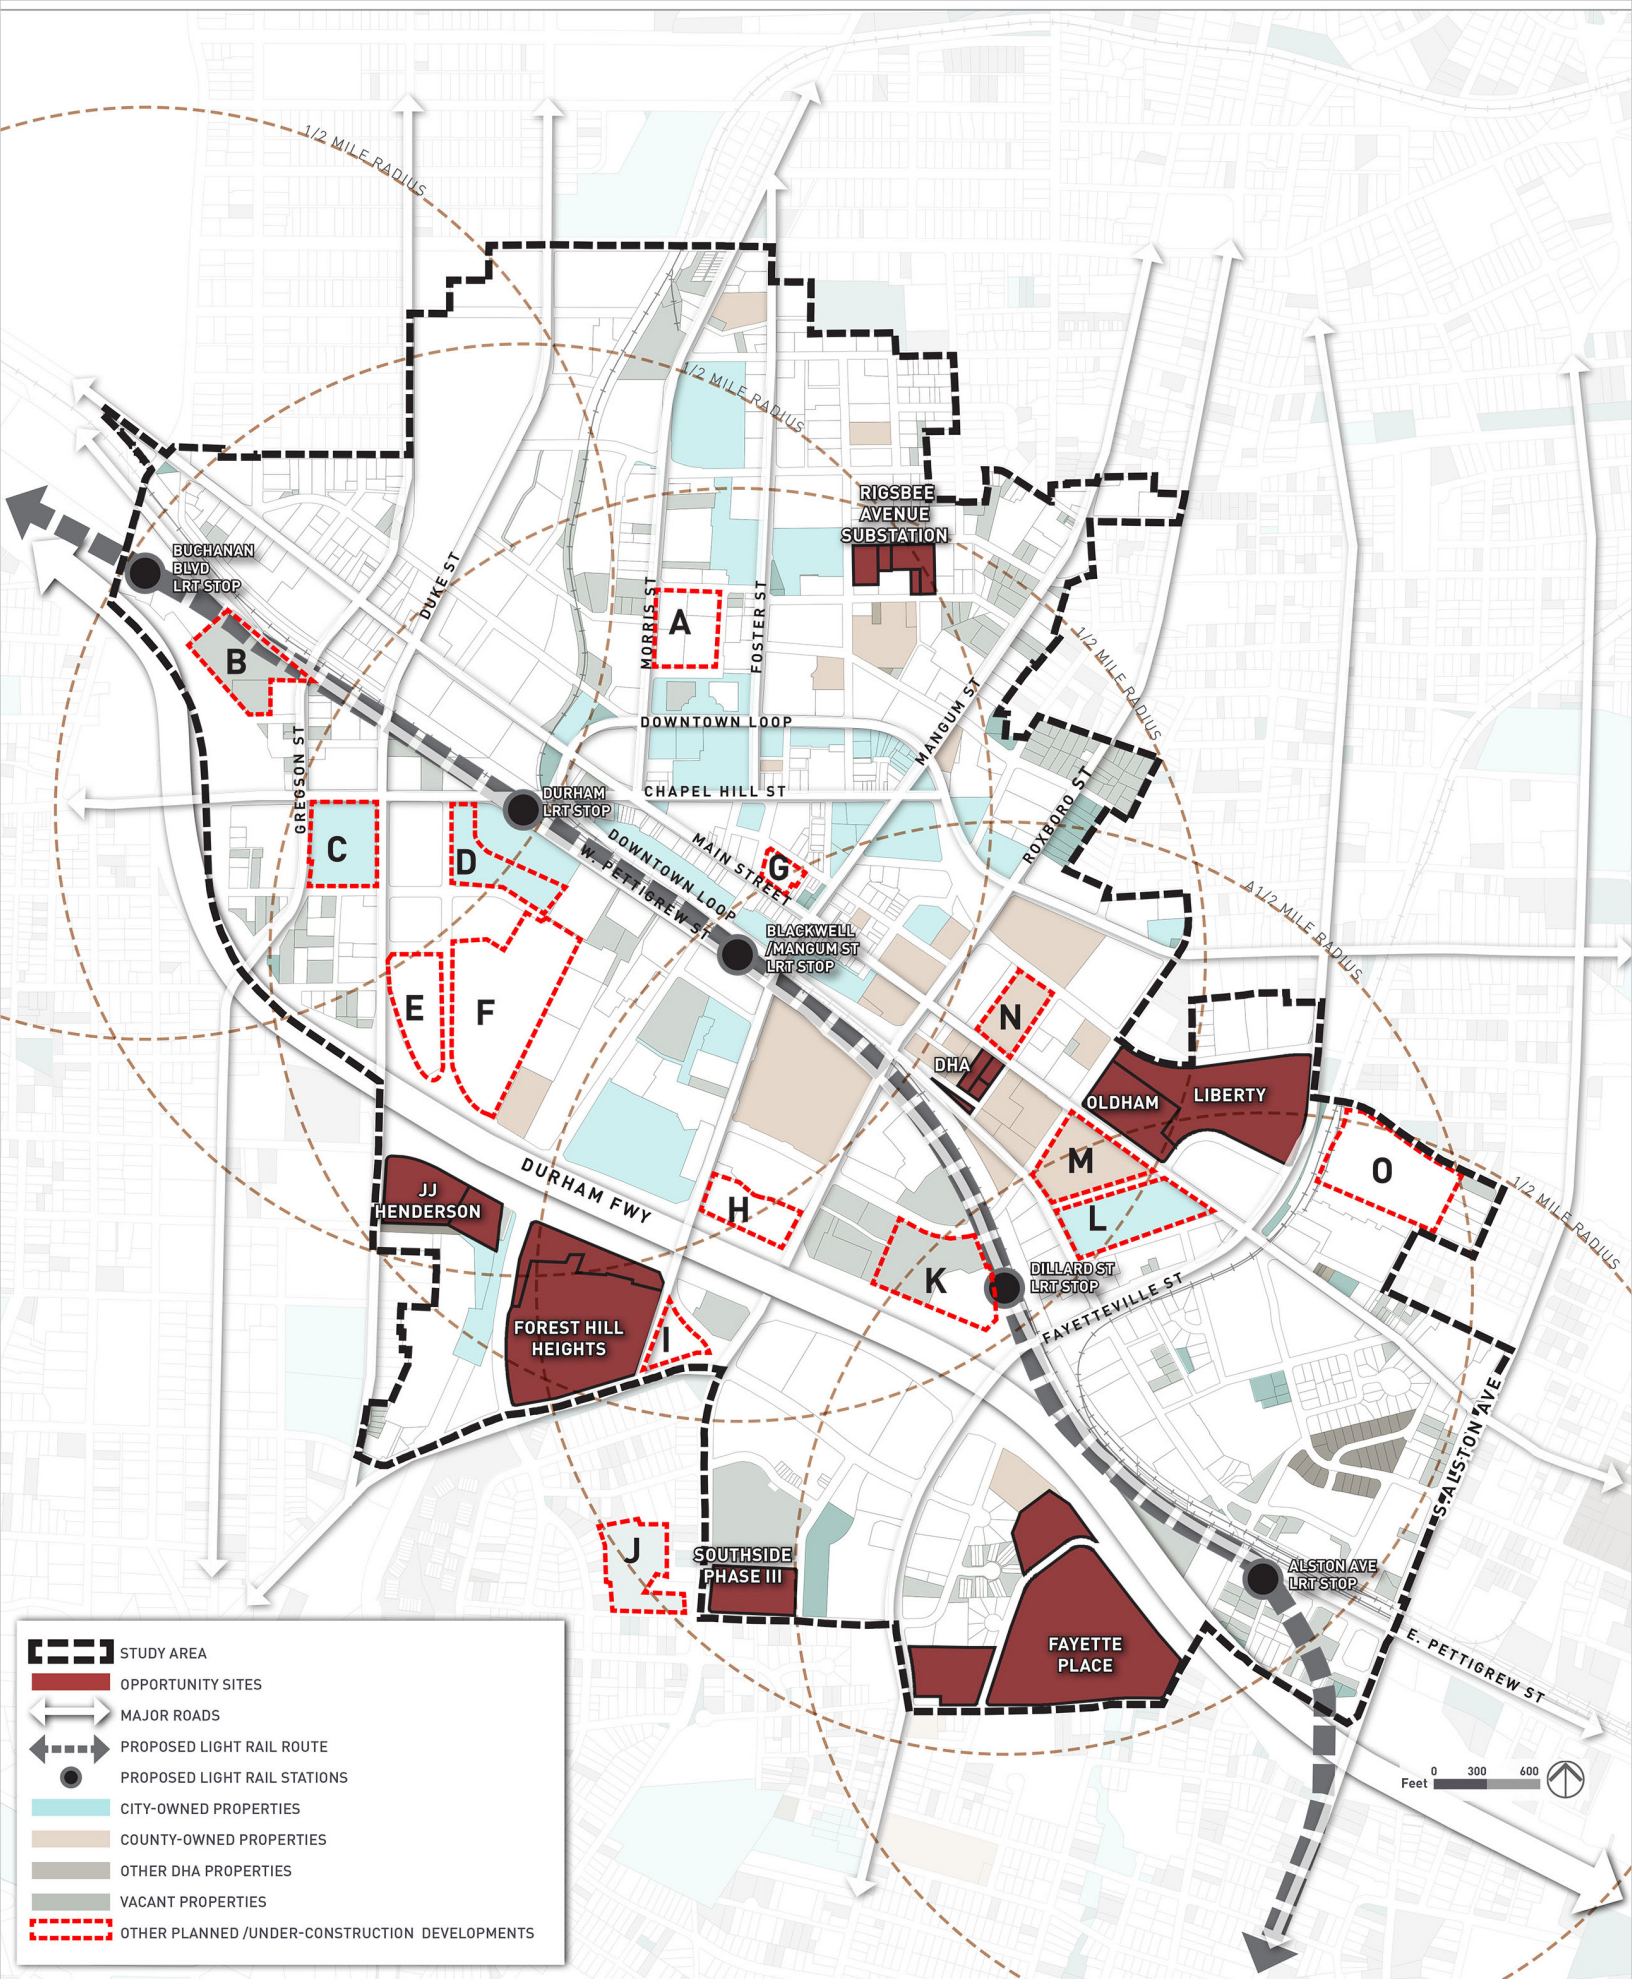 1/2 MILE RADIUS
1/2 MILE RADIUS
RIGSBEE
AVENUE
SUBSTATION
BUCHANAN
BLVD
LRT STOP
DUKE ST
MORRIS ST
A
FOSTER ST
1/2 MILE RADIUS
B
MANGUM ST
DOWNTOWN LOOP
GREGSON ST
CHAPEL HILL ST
DURHAM
LRT STOP
ROXBORO ST
C
D
DOWNTOWN LOOP
MAIN STREET
W. PETTIGREW ST
G
A1/2 MILE RADIUS
BLACKWELL
/MANGUM ST
LRT STOP
E
F
N
DHA
OLDHAM
LIBERTY
M
O
L
JJ
HENDERSON
DURHAM FWY
H
1/2 MILE RADIUS
K
DILLARD ST
LRT STOP
FAYETTEVILLE ST
FOREST HILL
HEIGHTS
I
S. ALSTON AVE
J
SOUTHSIDE
PHASE III
ALSTON AVE
LRT STOP
FAYETTE
PLACE
E. PETTIGREW ST
STUDY AREA
OPPORTUNITY SITES
MAJOR ROADS
PROPOSED LIGHT RAIL ROUTE
PROPOSED LIGHT RAIL STATIONS
CITY-OWNED PROPERTIES
COUNTY-OWNED PROPERTIES
OTHER DHA PROPERTIES
VACANT PROPERTIES
OTHER PLANNED /UNDER-CONSTRUCTION DEVELOPMENTS
0 300 600
Feet